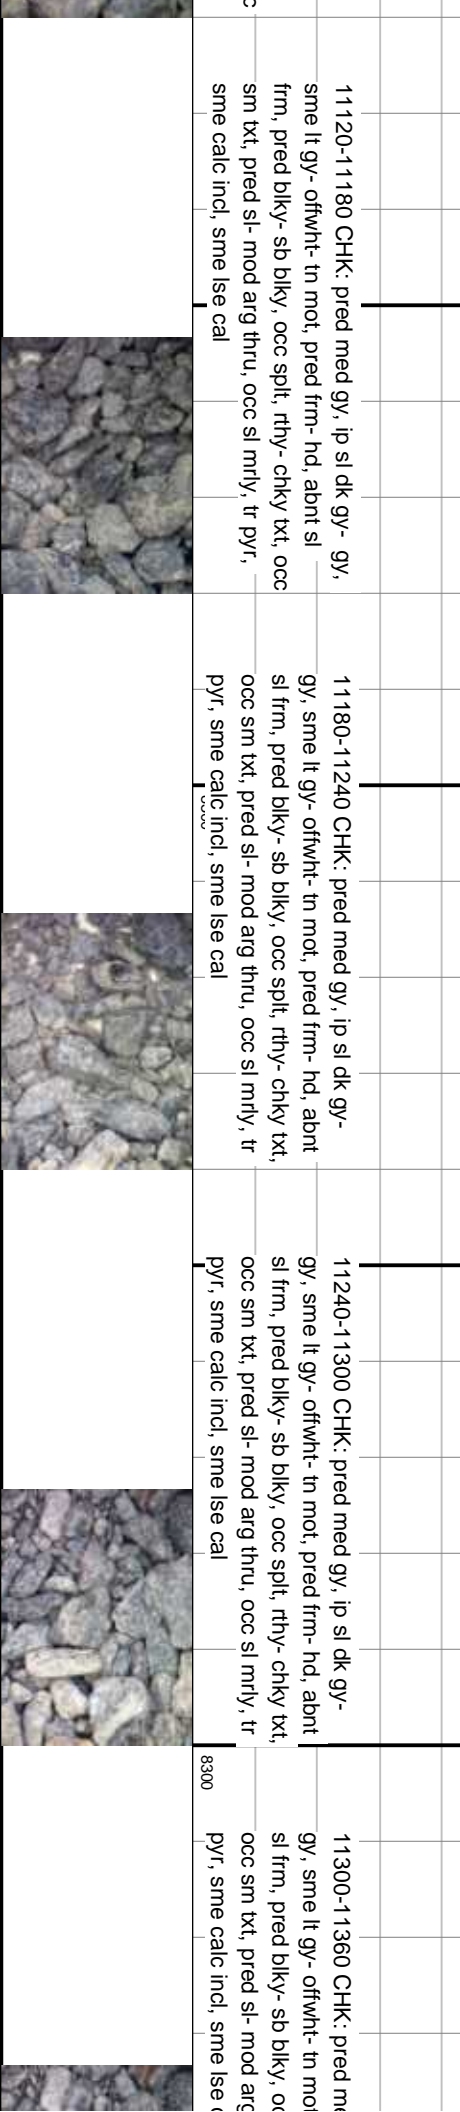 11120-11180 CHK: pred med gy, ip sl dk gy- gy,
sme lt gy- offwht- tn mot, pred frm- hd, abnt sl
frm, pred blky- sb blky, occ splt, rthy- chky txt, occ
sm txt, pred sl- mod arg thru, occ sl mrly, tr pyr,
sme calc incl, sme lse cal
11180-11240 CHK: pred med gy, ip sl dk gy-
gy, sme lt gy- offwht- tn mot, pred frm- hd, abnt
sl frm, pred blky- sb blky, occ splt, rthy- chky txt,
occ sm txt, pred sl- mod arg thru, occ sl mrly, tr
pyr, sme calc incl, sme lse cal
11240-11300 CHK: pred med gy, ip sl dk gy-
gy, sme lt gy- offwht- tn mot, pred frm- hd, abnt
sl frm, pred blky- sb blky, occ splt, rthy- chky txt,
occ sm txt, pred sl- mod arg thru, occ sl mrly, tr
pyr, sme calc incl, sme lse cal
8300
11300-11360 CHK: pred me
gy, sme lt gy- offwht- tn mot
sl frm, pred blky- sb blky, oc
occ sm txt, pred sl- mod arg
pyr, sme calc incl, sme lse c